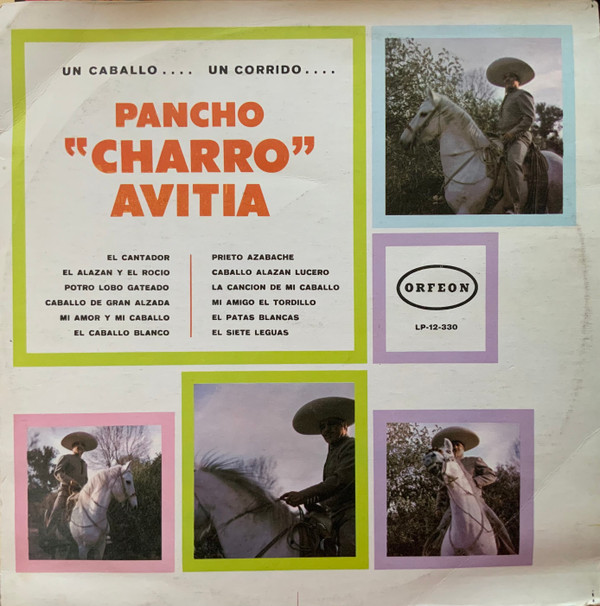 UN CABALLO.... UN CORRIDO....
PANCHO
"CHARRO"
AVITIA
EL CANTADOR
EL ALAZAN Y EL ROCIO
POTRO LOBO GATEADO
CABALLO DE GRAN ALZADA
MI AMOR Y MI CABALLO
EL CABALLO BLANCO
PRIETO AZABACHE
CABALLO ALAZAN LUCERO
LA CANCION DE MI CABALLO
MI AMIGO EL TORDILLO
EL PATAS BLANCAS
EL SIETE LEGUAS
ORFEON
LP-12-330